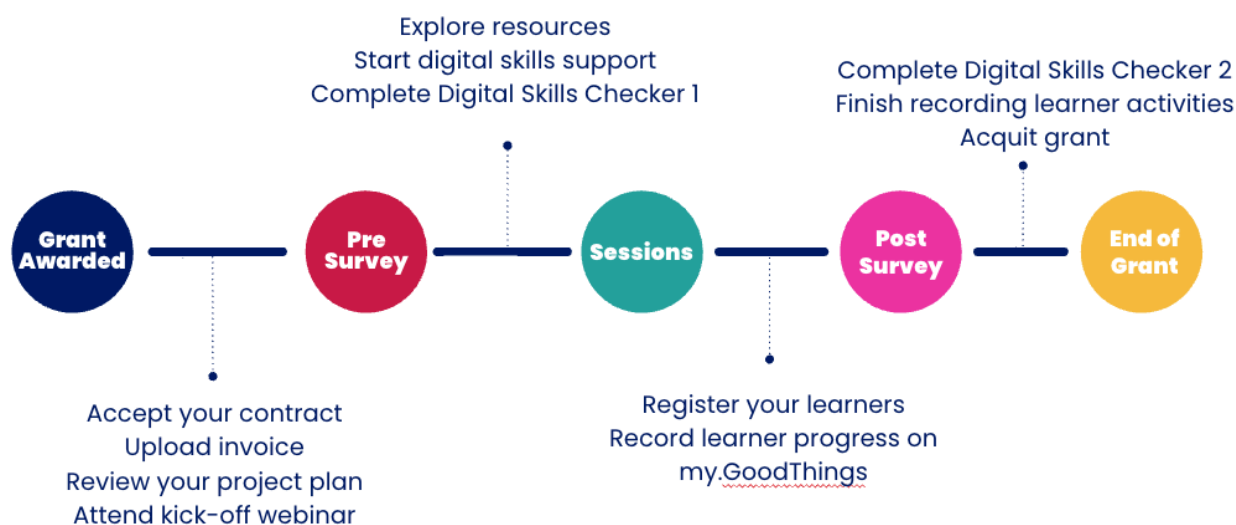 Explore resources
Start digital skills support
Complete Digital Skills Checker 1
Complete Digital Skills Checker 2
Finish recording learner activities
Acquit grant
Grant
Awarded
Pre
Survey
Sessions
Post
Survey
End of
Grant
Accept your contract
Upload invoice
Review your project plan
Attend kick-off webinar
Register your learners
Record learner progress on
my.GoodThings